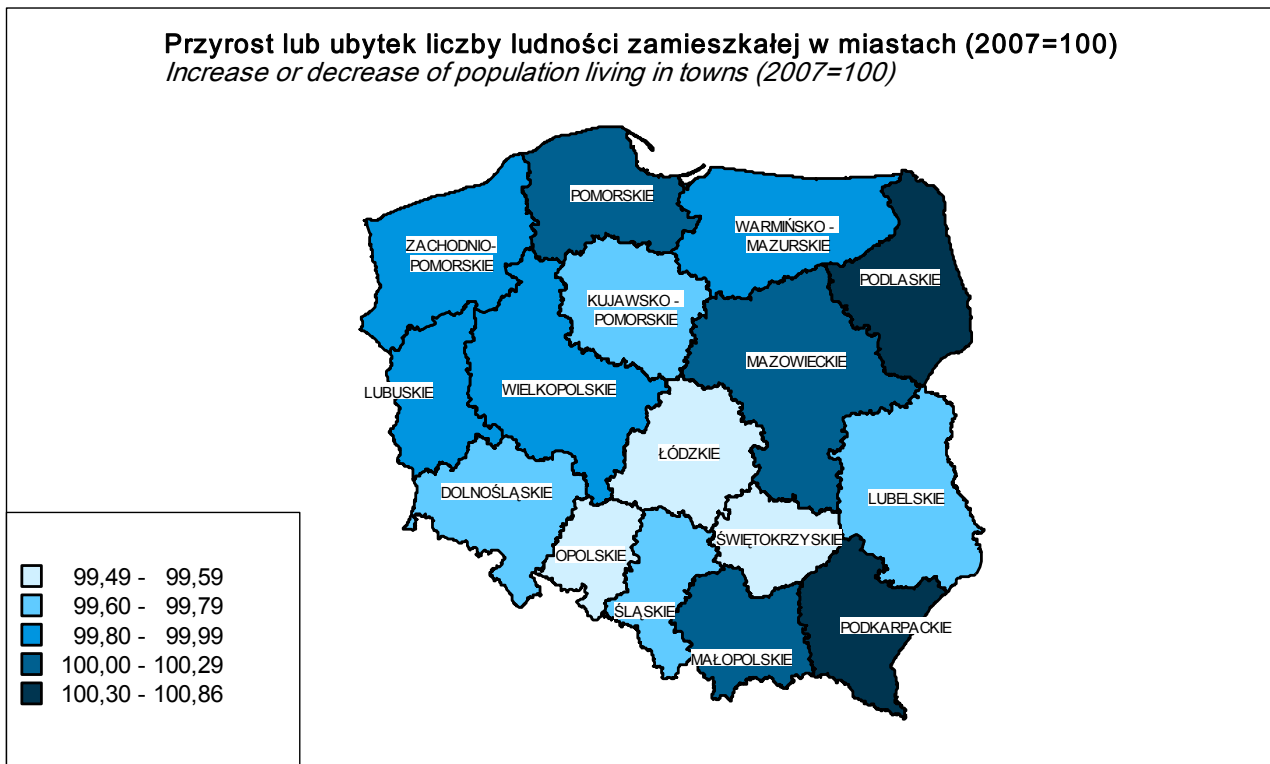 Przyrost lub ubytek liczby ludności zamieszkałej w miastach (2007=100)
Increase or decrease of population living in towns (2007=100)
POMORSKIE
WARMIŃSKO -
MAZURSKIE
ZACHODNIO-
POMORSKIE
PODLASKIE
KUJAWSKO -
POMORSKIE
MAZOWIECKIE
LUBUSKIE
WIELKOPOLSKIE
ŁÓDZKIE
DOLNOŚLĄSKIE
LUBELSKIE
ŚWIĘTOKRZYSKIE
OPOLSKIE
ŚLĄSKIE
PODKARPACKIE
MAŁOPOLSKIE
99,49 - 99,59
99,60 - 99,79
99,80 - 99,99
100,00 - 100,29
100,30 - 100,86